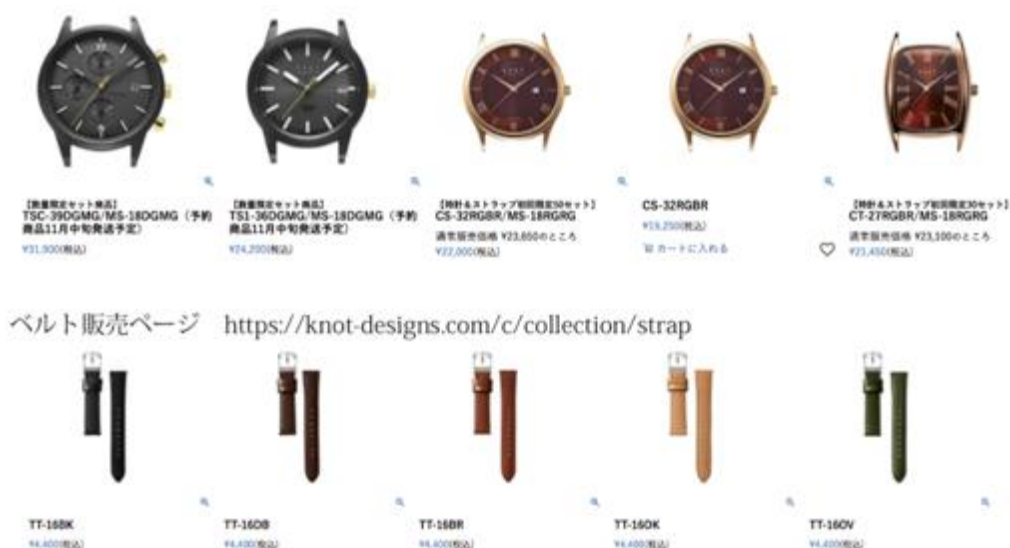 【数量限定セット商品】
TSC-39DGMG/MS-18DGMG（予約
商品11月中旬発送予定）
¥31,900(税込)
【数量限定セット商品】
TS1-36DGMG/MS-18DGMG（予約
商品11月中旬発送予定）
¥24,200(税込)
【時計&ストラップ初回限定50セット】
CS-32RGBR/MS-18RGRG
通常販売価格 ¥23,650のところ
¥22,000(税込)
CS-32RGBR
¥19,250(税込)
カートに入れる
【時計&ストラップ初回限定30セット】
CT-27RGBR/MS-18RGRG
通常販売価格 ¥23,100のところ
¥21,450(税込)
ベルト販売ページ https://knot-designs.com/c/collection/strap
TT-16BK
¥4,400(税込)
TT-16DB
¥4,400(税込)
TT-16BR
¥4,400(税込)
TT-16OK
¥4,400(税込)
TT-16OV
¥4,400(税込)